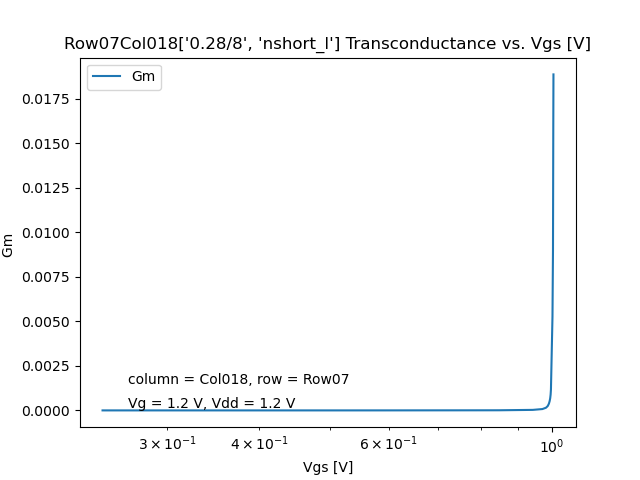 Row07Col018['0.28/8', 'nshort_l'] Transconductance vs. Vgs [V]
Gm
0.0175
0.0150
0.0125
0.0100
0.0075
0.0050
0.0025
0.0000
Gm
column = Col018, row = Row07
Vg = 1.2 V, Vdd = 1.2 V
3 × 10⁻¹ 4 × 10⁻¹ 6 × 10⁻¹ 10⁰
Vgs [V]